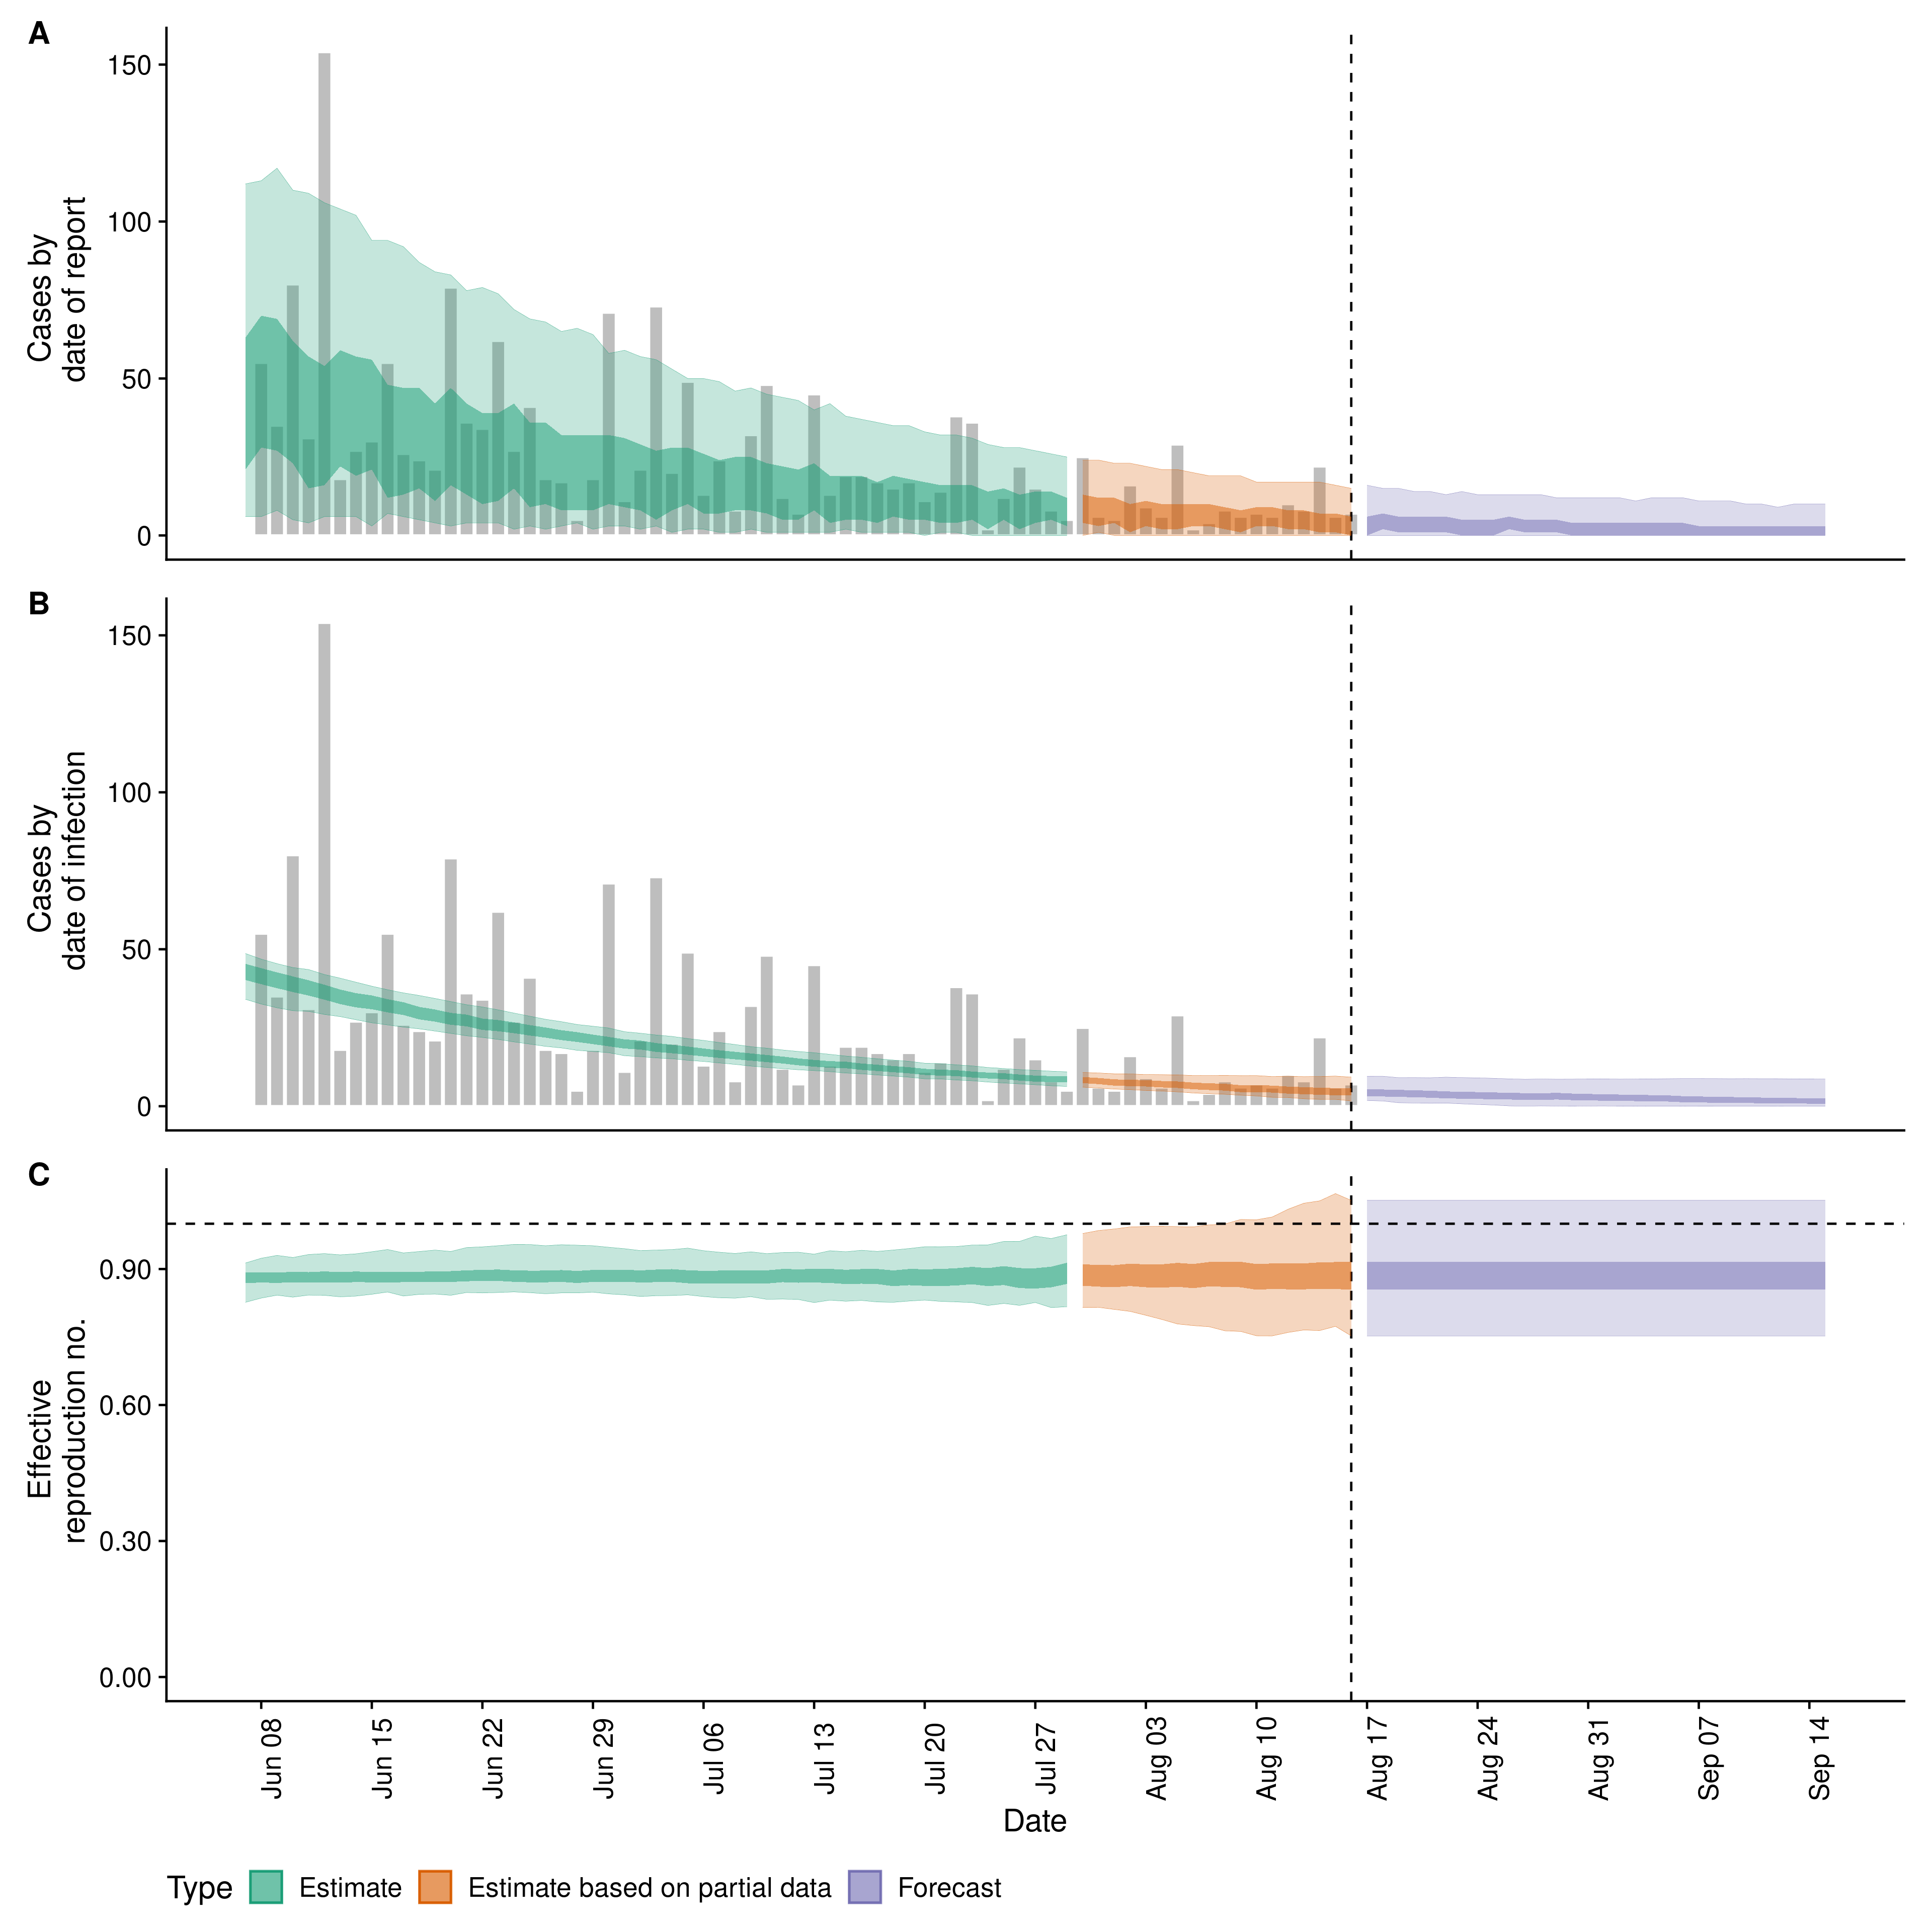 A
Cases by
date of report
150
100
50
0
B
Cases by
date of infection
150
100
50
0
C
Effective
reproduction no.
0.90
0.60
0.30
0.00
Jun 08
Jun 15
Jun 22
Jun 29
Jul 06
Jul 13
Jul 20
Jul 27
Aug 03
Aug 10
Aug 17
Aug 24
Aug 31
Sep 07
Sep 14
Date
Type Estimate Estimate based on partial data Forecast